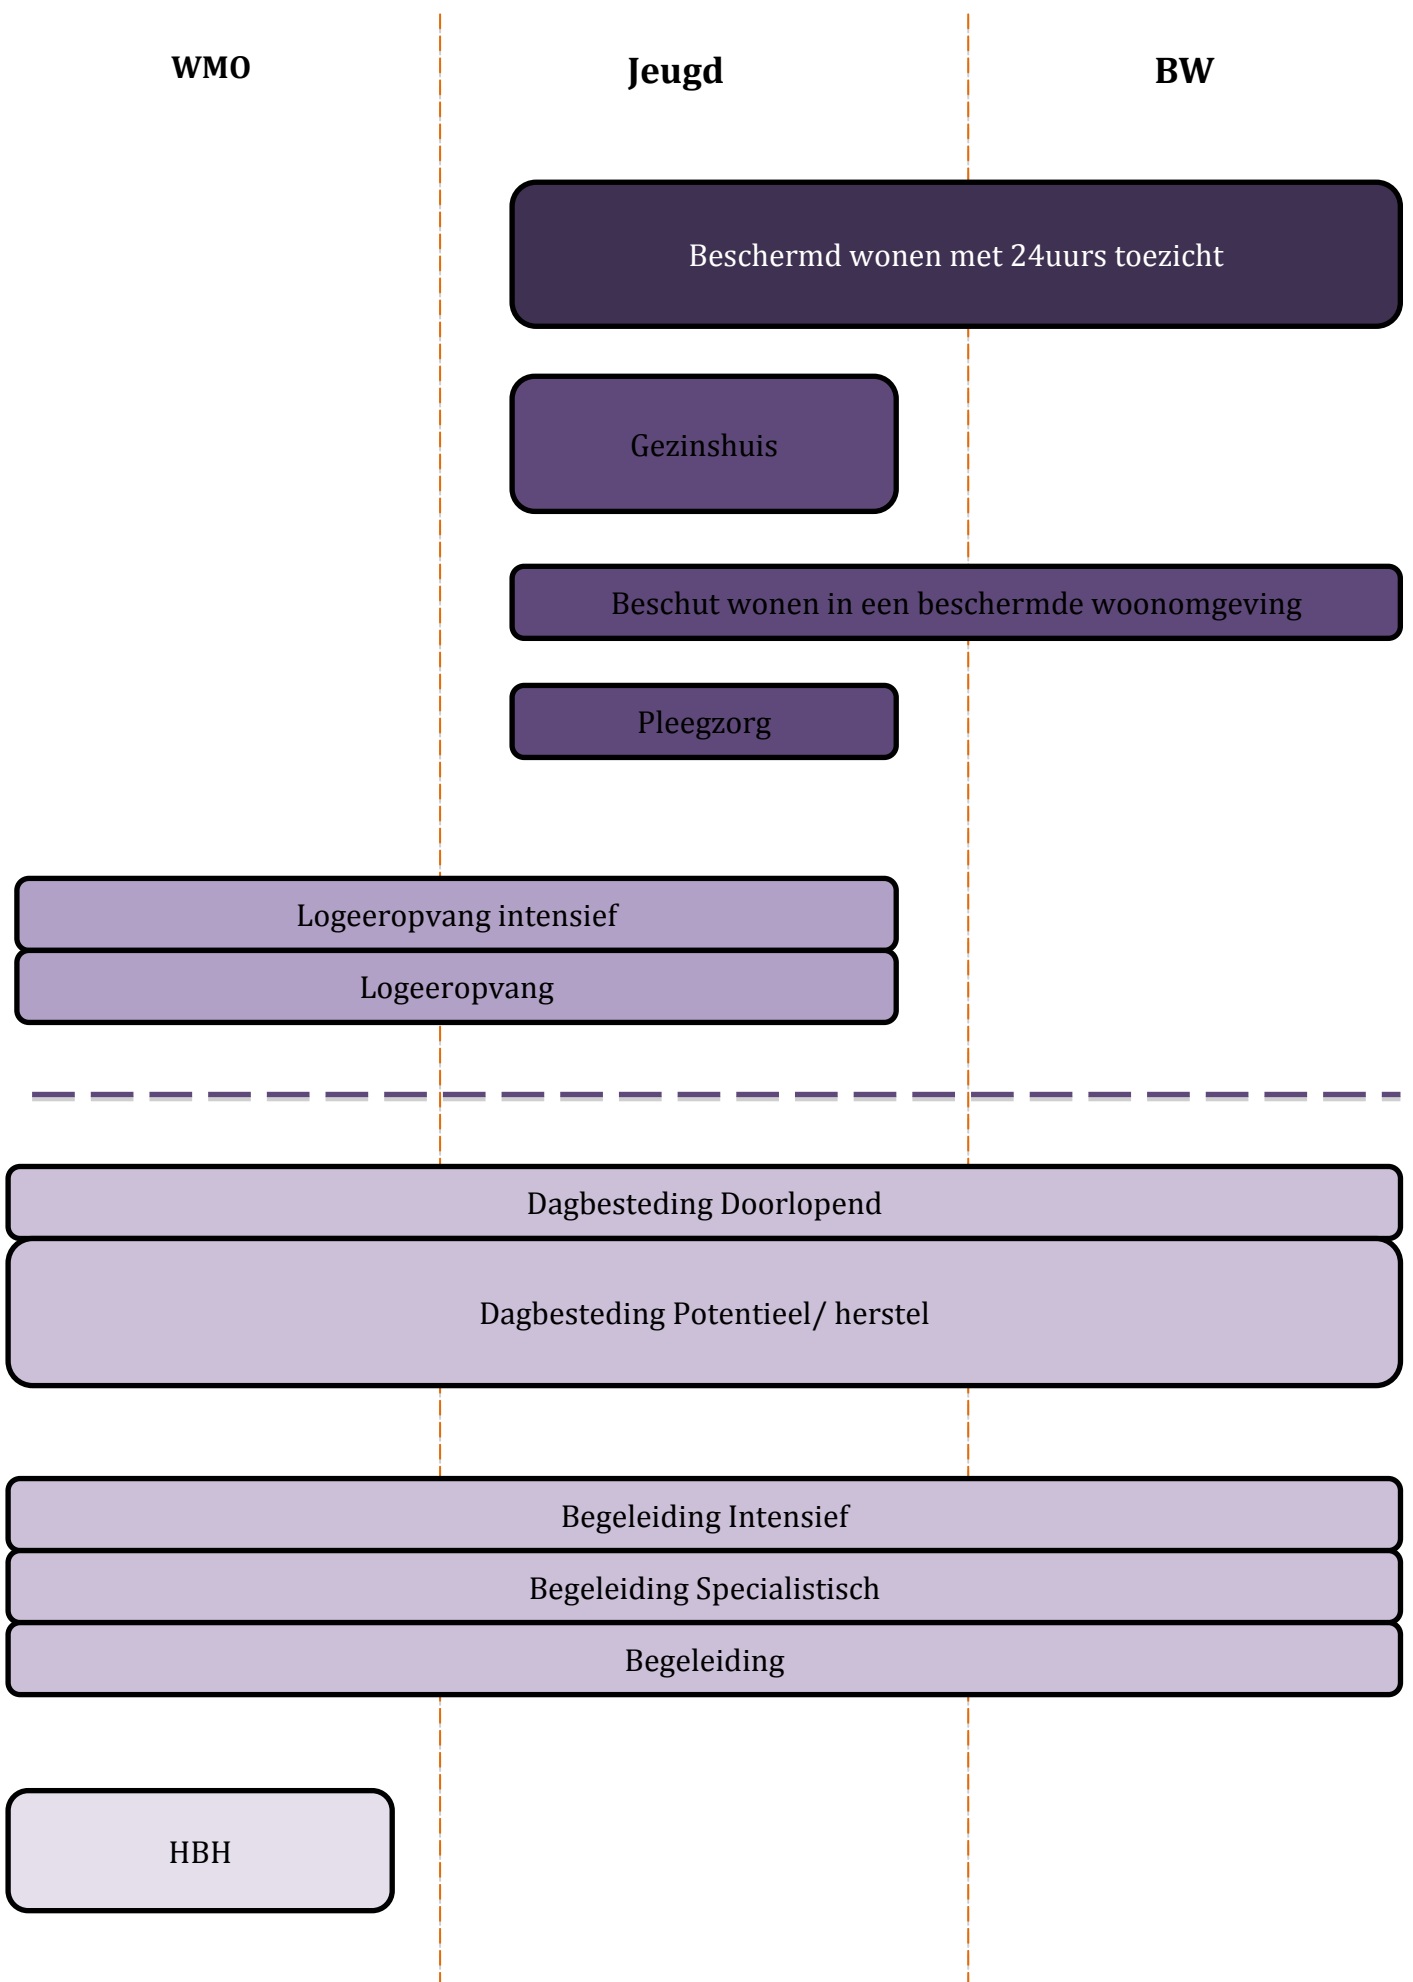 WMO
Jeugd
BW
Beschermd wonen met 24uurs toezicht
Gezinshuis
Beschut wonen in een beschermde woonomgeving
Pleegzorg
Logeeropvang intensief
Logeeropvang
Dagbesteding Doorlopend
Dagbesteding Potentieel/ herstel
Begeleiding Intensief
Begeleiding Specialistisch
Begeleiding
HBH